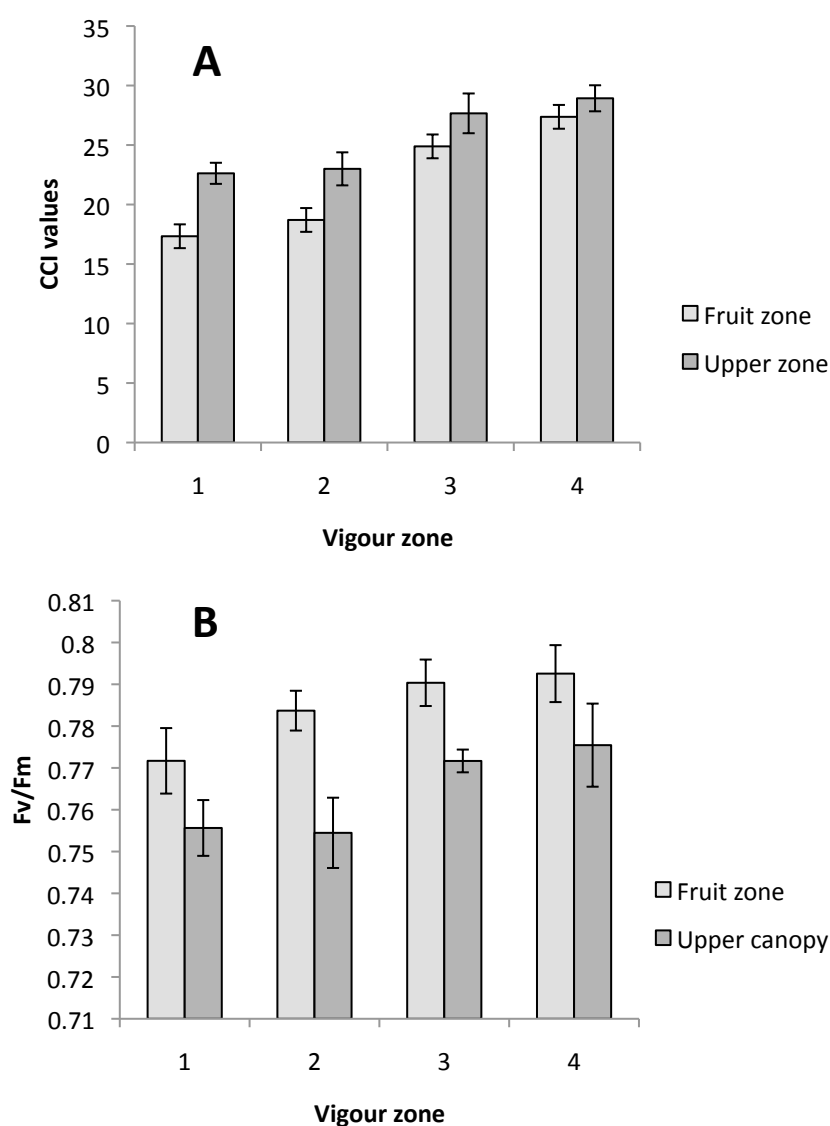 A
35
30
25
20
15
10
5
0
CCI values
1 2 3 4
Vigour zone
Fruit zone
Upper zone
B
0.81
0.8
0.79
0.78
0.77
0.76
0.75
0.74
0.73
0.72
0.71
Fv/Fm
1 2 3 4
Vigour zone
Fruit zone
Upper canopy